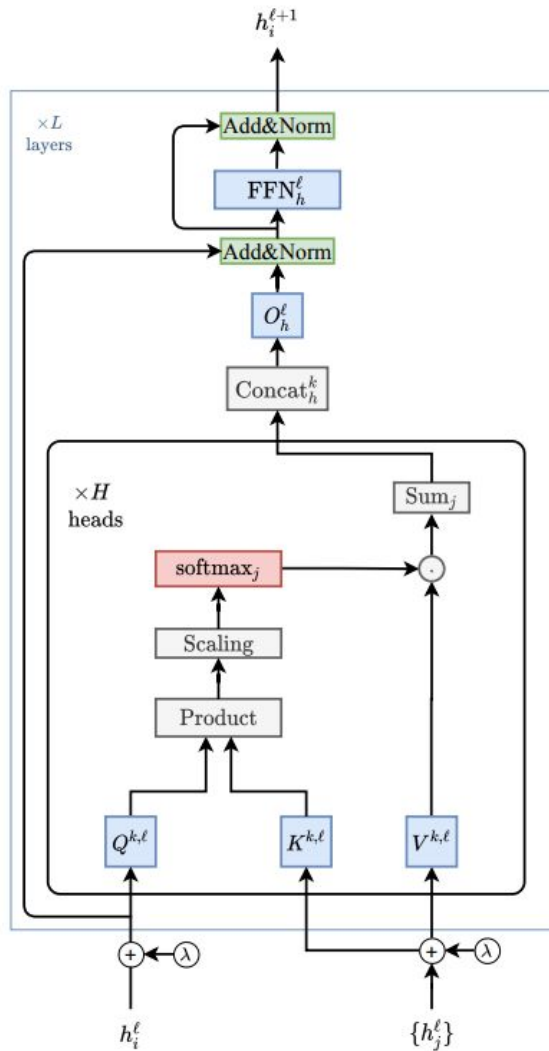 h_i^{ℓ+1}
×L
layers
Add&Norm
FFN_h^ℓ
Add&Norm
O_h^ℓ
Concat_h^k
×H
heads
Sum_j
softmax_j
·
Scaling
Product
Q^{k,ℓ} K^{k,ℓ} V^{k,ℓ}
+ λ + λ
h_i^ℓ {h_j^ℓ}